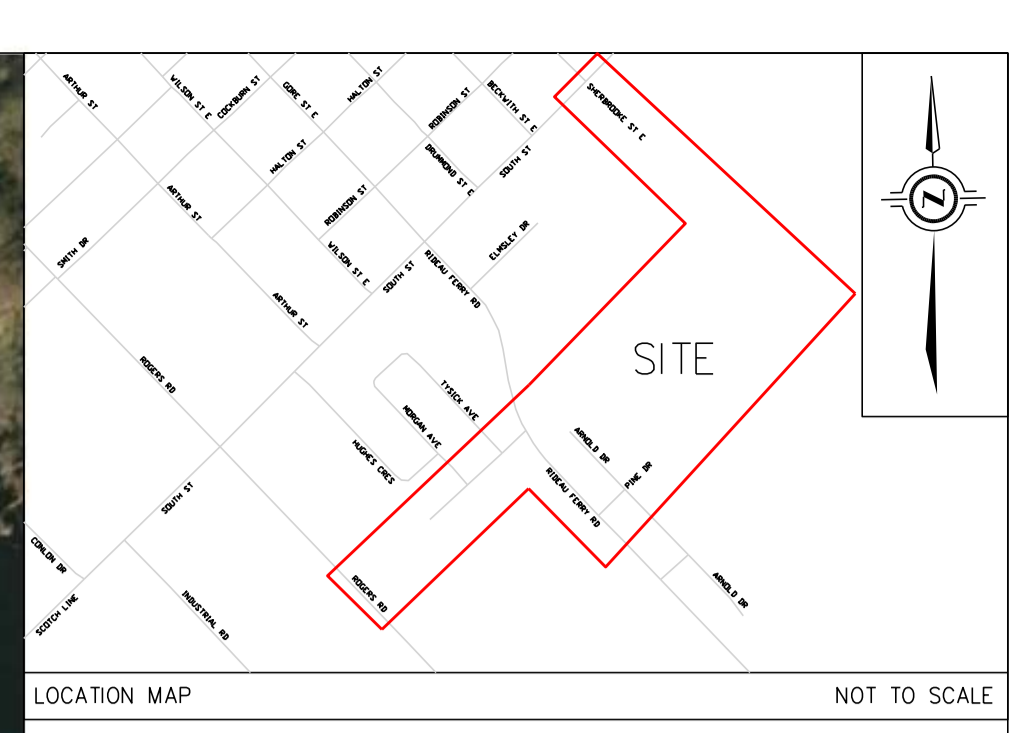 ARTHUR ST
WILSON ST E
COCKBURN ST
GORE ST E
HALTON ST
ROBINSON ST
BECKWITH ST E
SHERBROOKE ST E
HALTON ST
DRUMMOND ST E
SOUTH ST
ARTHUR ST
ROBINSON ST
SMITH DR
WILSON ST E
SOUTH ST
RIDEAU FERRY RD
ELMSLEY DR
N
ARTHUR ST
SITE
ROGERS RD
TYSICK AVE
MORGAN AVE
HUGHES CRES
ARNOLD DR
PINE DR
RIDEAU FERRY RD
SOUTH ST
CONLON DR
SCOTCH LINE
INDUSTRIAL RD
ROGERS RD
ARNOLD DR
LOCATION MAP
NOT TO SCALE